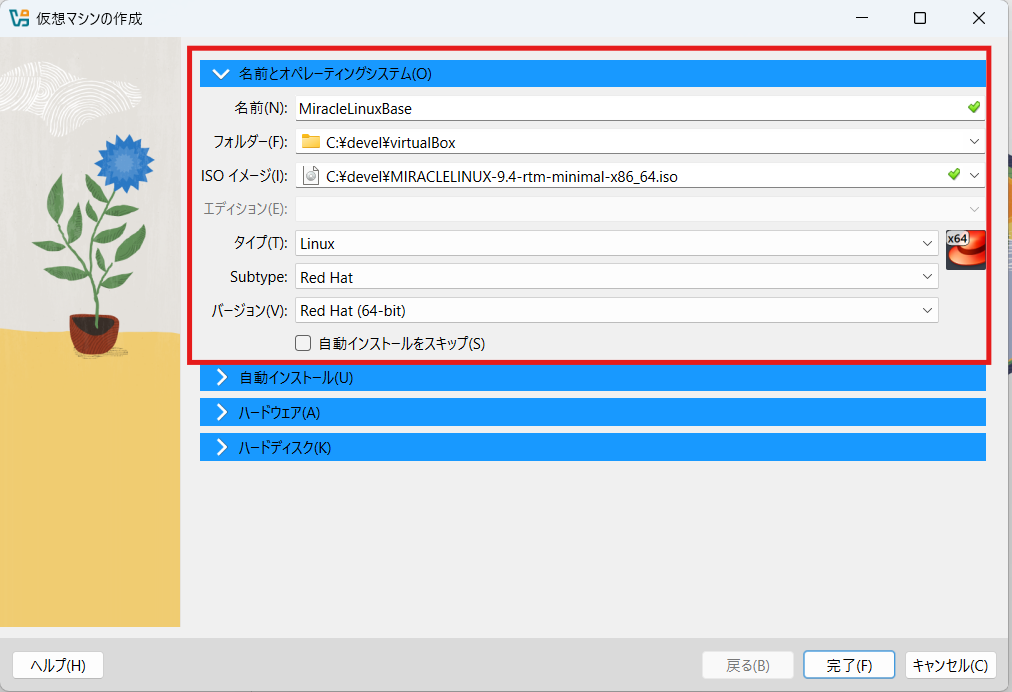 仮想マシンの作成
名前とオペレーティングシステム(O)
名前(N): MiracleLinuxBase
フォルダー(F): C:¥devel¥virtualBox
ISO イメージ(I): C:¥devel¥MIRACLELINUX-9.4-rtm-minimal-x86_64.iso
エディション(E):
タイプ(T): Linux
x64
Subtype: Red Hat
バージョン(V): Red Hat (64-bit)
自動インストールをスキップ(S)
自動インストール(U)
ハードウェア(A)
ハードディスク(K)
ヘルプ(H) 戻る(B) 完了(F) キャンセル(C)